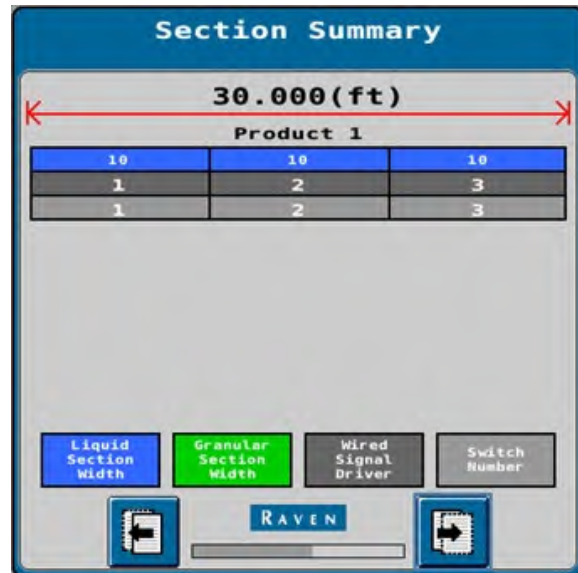 Section Summary
30.000(ft)
Product 1
10 10 10
1 2 3
1 2 3
Liquid Section Width
Granular Section Width
Wired Signal Driver
Switch Number
RAVEN